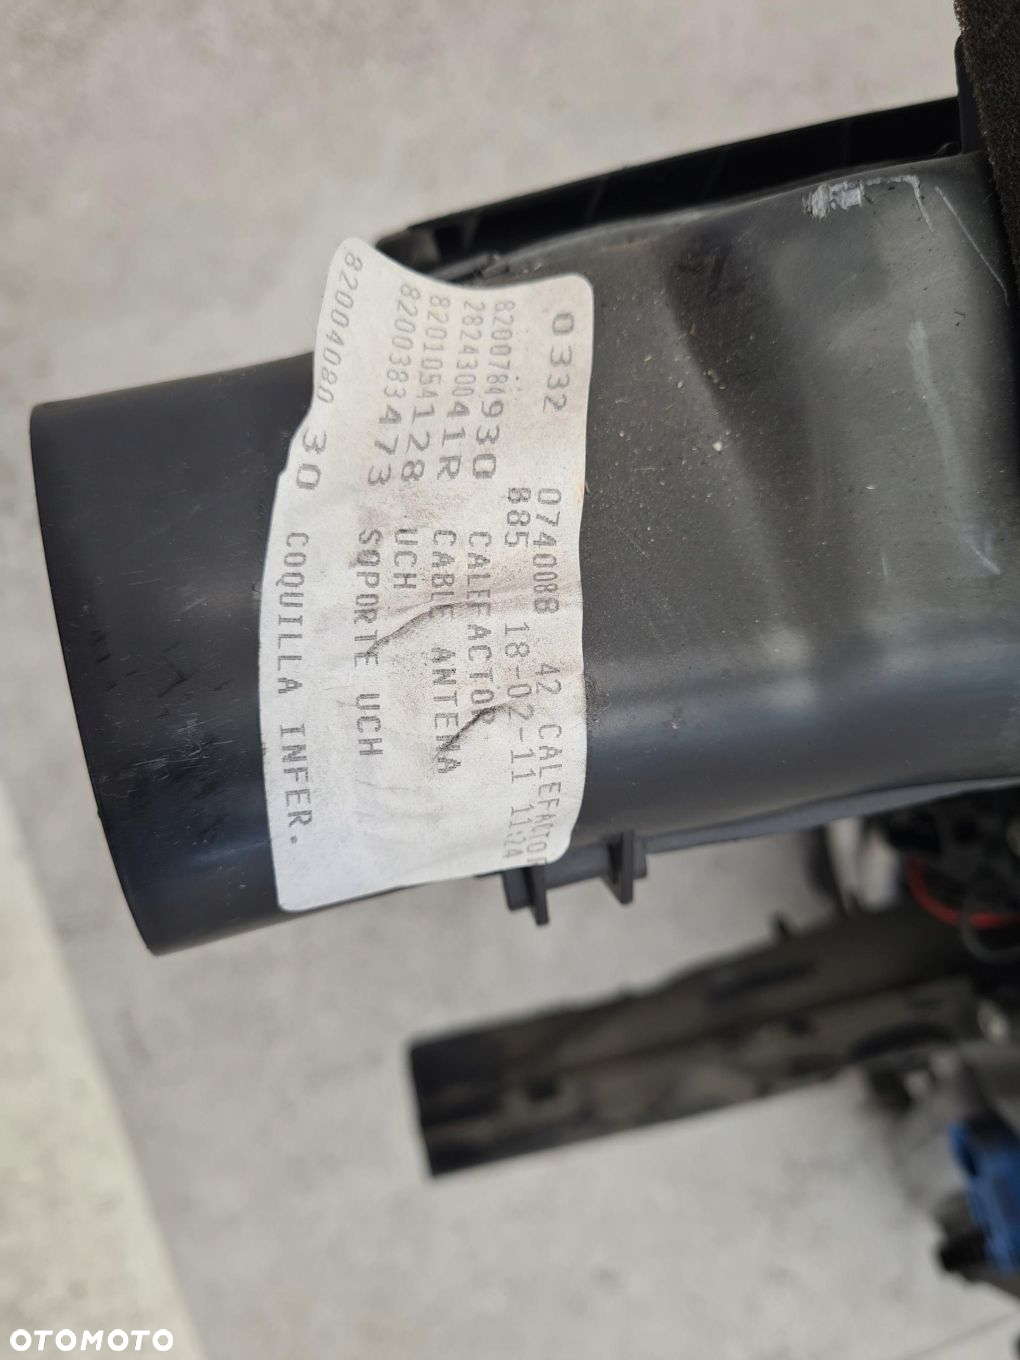 0332 0740088 42 CALEFACTOR
B85 18-02-11 11:24
8200784930 CALEFACTOR
282430041R CABLE ANTENA
8201054128 UCH
8200383473 SOPORTE UCH
8200408030 COQUILLA INFER.
OTOMOTO